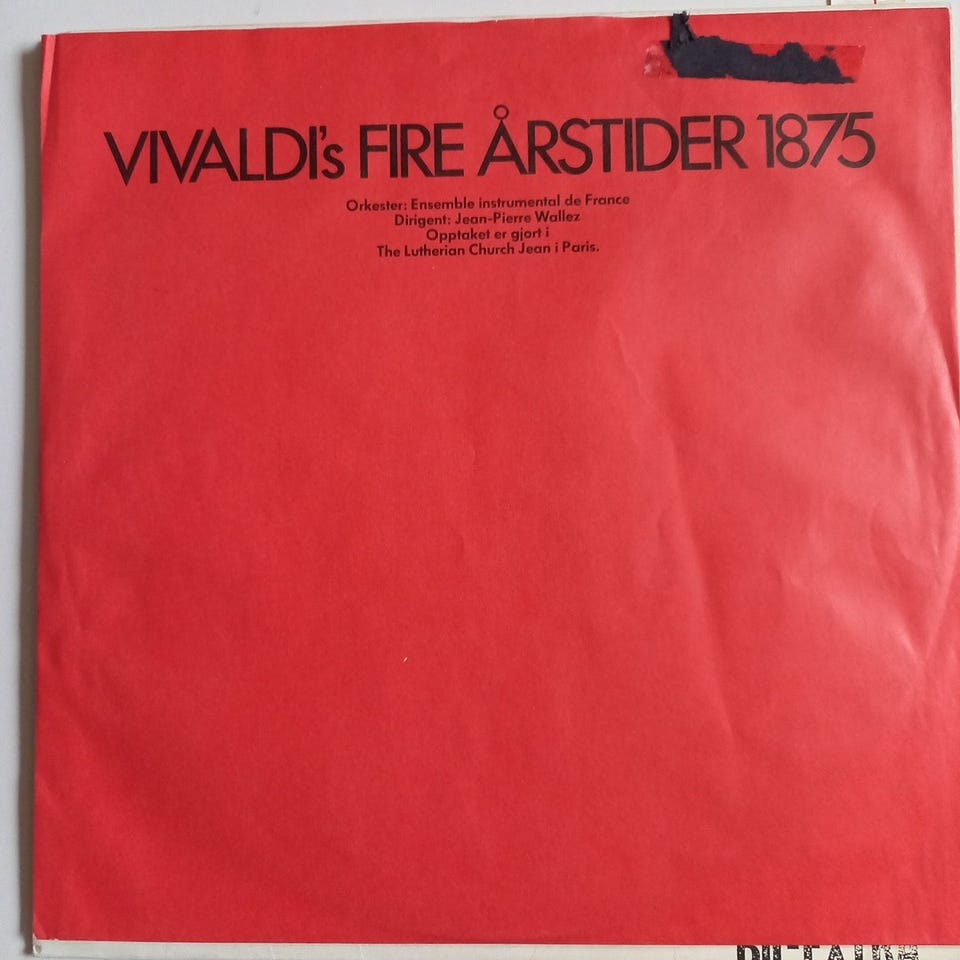 VIVALDI's FIRE ÅRSTIDER 1875
Orkester: Ensemble instrumental de France
Dirigent: Jean-Pierre Wallez
Opptaket er gjort i
The Lutherian Church Jean i Paris.